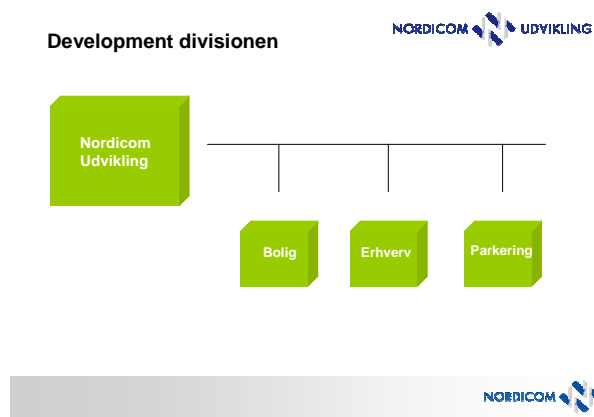 NORDICOM UDVIKLING
Development divisionen
Nordicom
Udvikling
Bolig
Erhverv
Parkering
NORDICOM